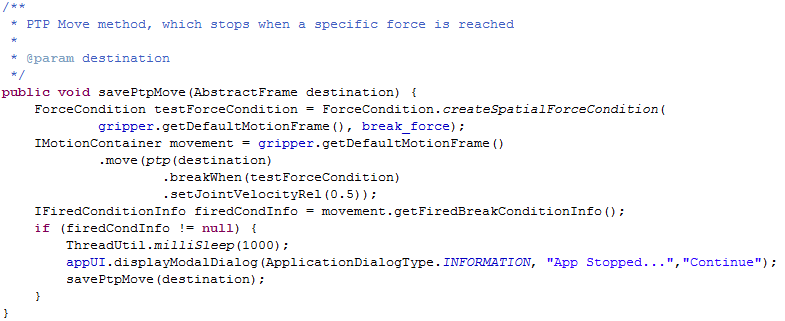 /**
 * PTP Move method, which stops when a specific force is reached
 *
 * @param destination
 */
public void savePtpMove(AbstractFrame destination) {
    ForceCondition testForceCondition = ForceCondition.createSpatialForceCondition(
            gripper.getDefaultMotionFrame(), break_force);
    IMotionContainer movement = gripper.getDefaultMotionFrame()
            .move(ptp(destination)
                    .breakWhen(testForceCondition)
                    .setJointVelocityRel(0.5));
    IFiredConditionInfo firedCondInfo = movement.getFiredBreakConditionInfo();
    if (firedCondInfo != null) {
        ThreadUtil.milliSleep(1000);
        appUI.displayModalDialog(ApplicationDialogType.INFORMATION, "App Stopped...","Continue");
        savePtpMove(destination);
    }
}